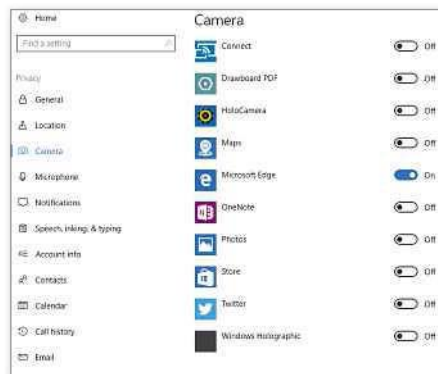 Home
Find a setting
Privacy
General
Location
Camera
Microphone
Notifications
Speech, inking, & typing
Account info
Contacts
Calendar
Call history
Email
Camera
Connect Off
Drawboard PDF Off
HoloCamera Off
Maps Off
Microsoft Edge On
OneNote Off
Photos Off
Store Off
Twitter Off
Windows Holographic Off